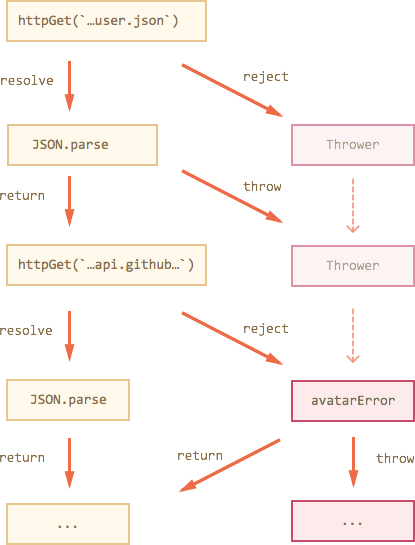 httpGet(`…user.json`)
resolve
reject
JSON.parse
Thrower
return
throw
httpGet(`…api.github…`)
Thrower
resolve
reject
JSON.parse
avatarError
return
return
throw
...
...